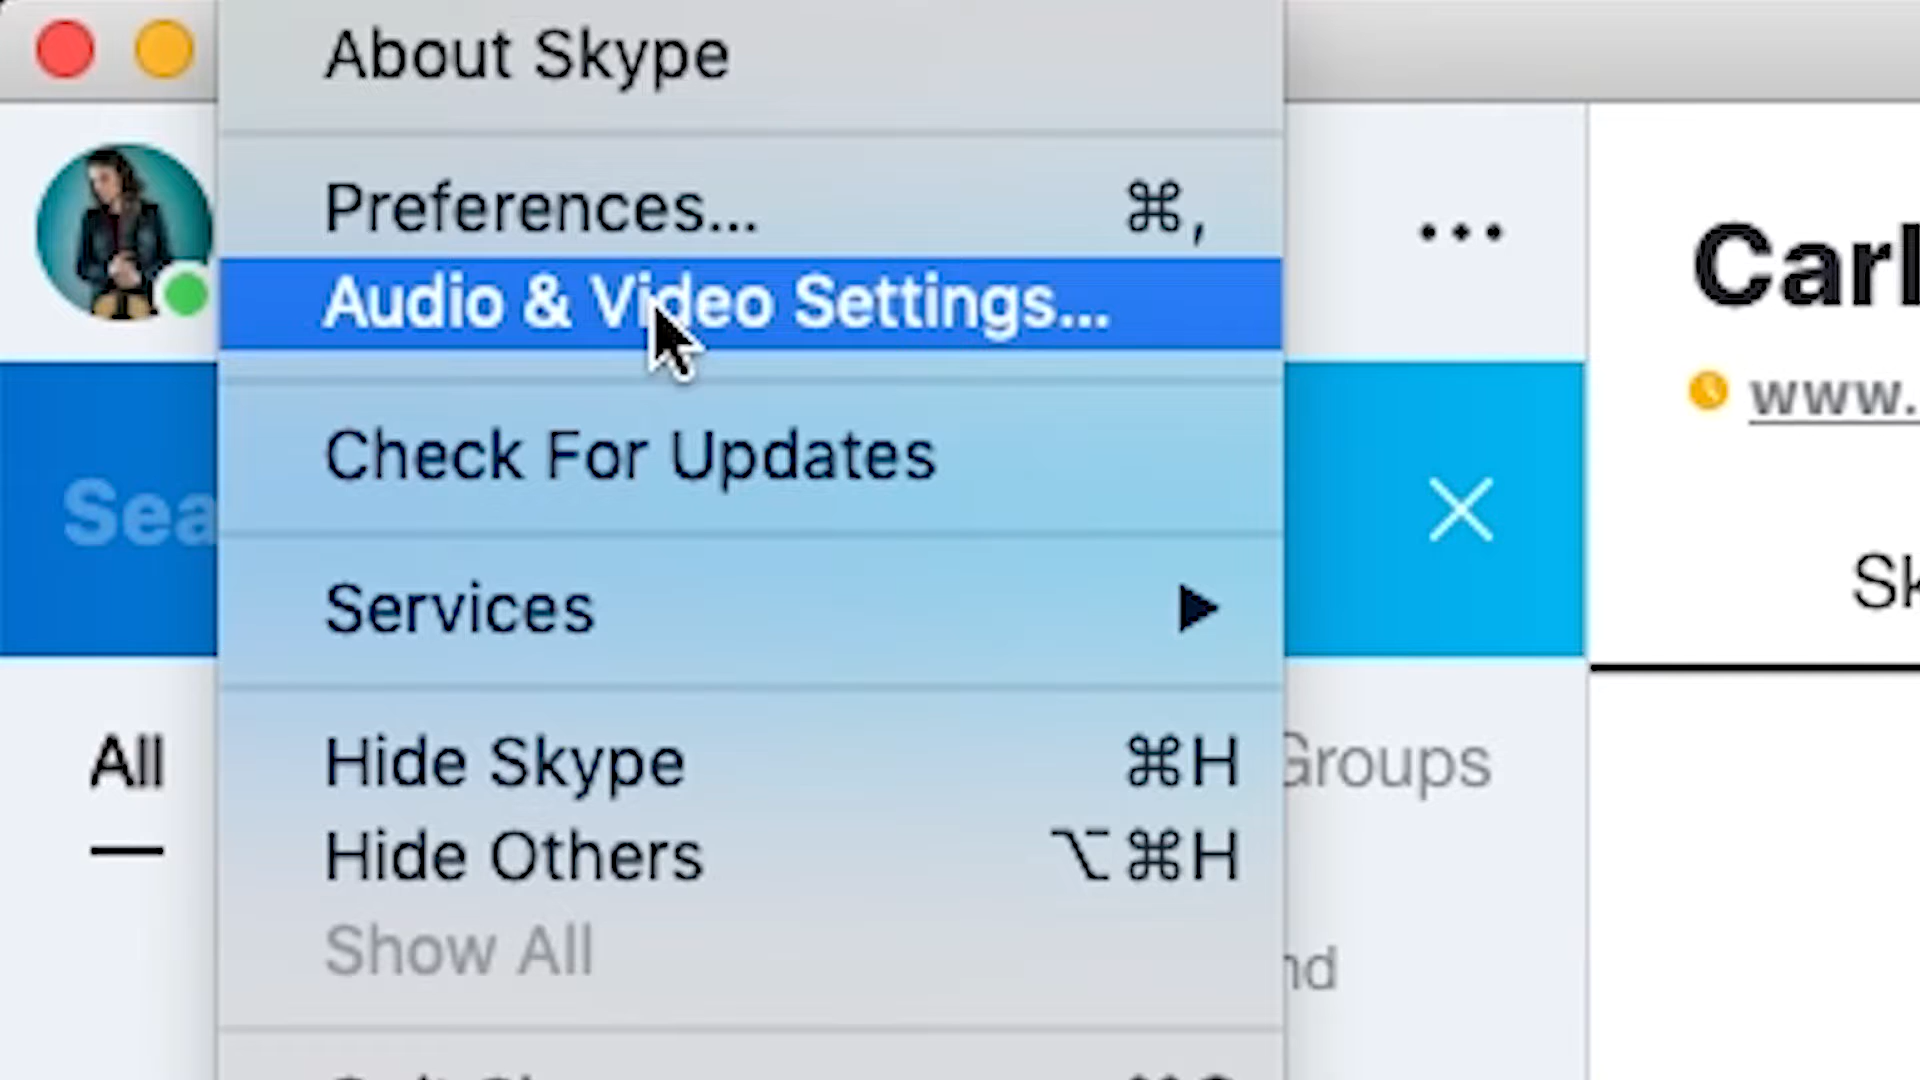 About Skype
Preferences... ⌘,
Audio & Video Settings...
Carl
www.
Check For Updates
Sea
Services
Sk
Hide Skype ⌘H
All
Groups
Hide Others ⌥⌘H
Show All
nd